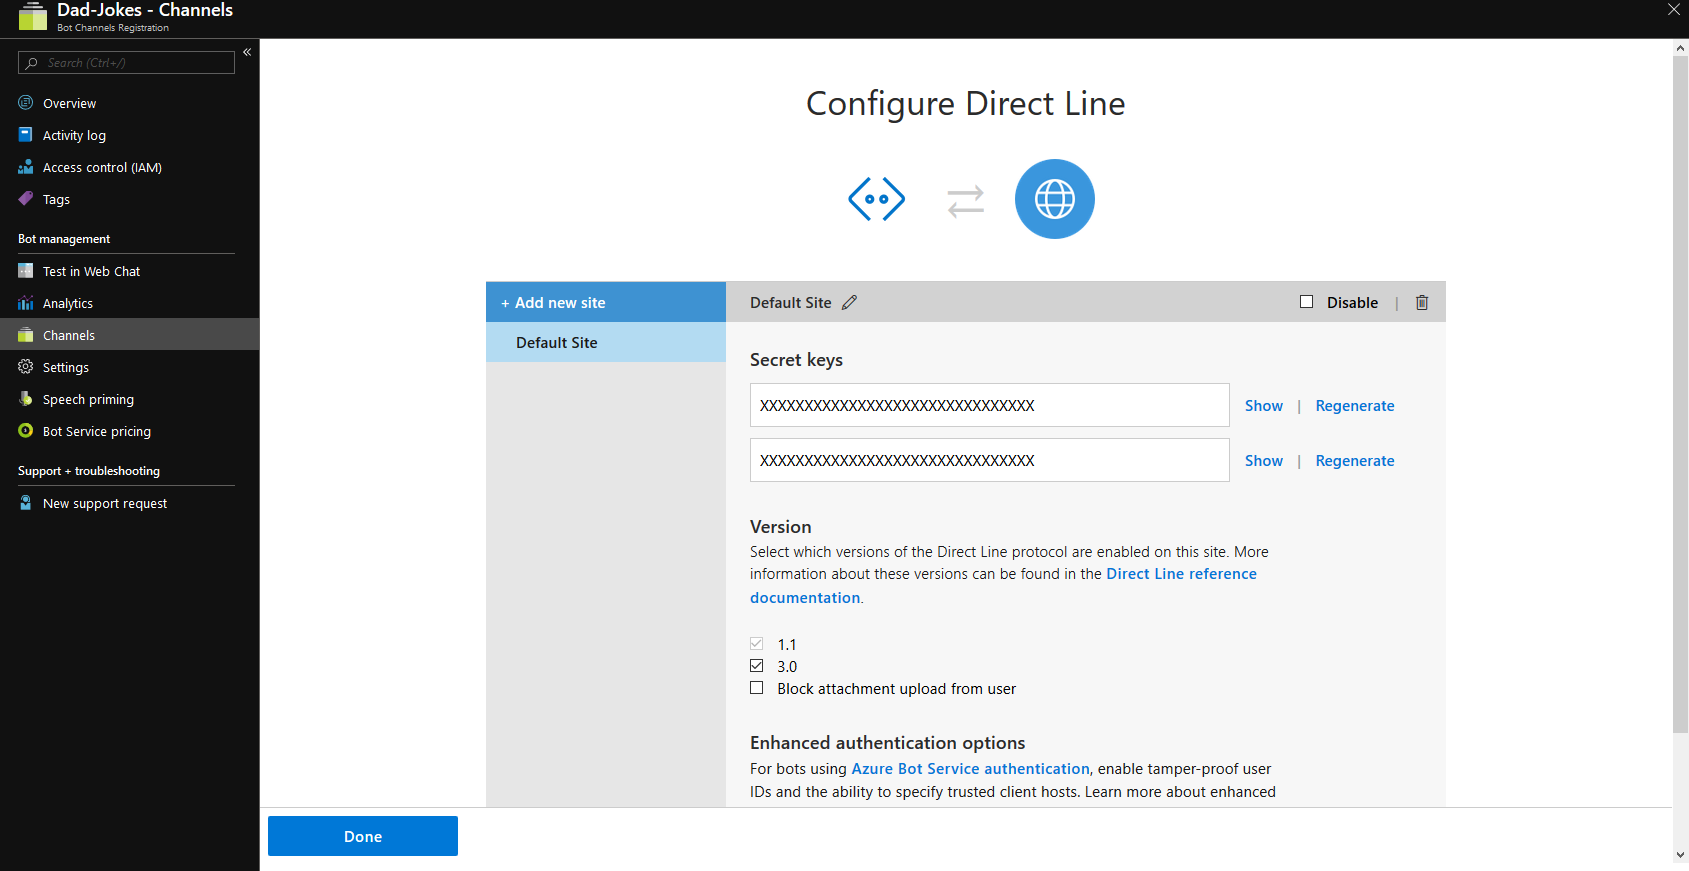 Dad-Jokes - Channels
Bot Channels Registration
Search (Ctrl+/)
Overview
Activity log
Access control (IAM)
Tags
Bot management
Test in Web Chat
Analytics
Channels
Settings
Speech priming
Bot Service pricing
Support + troubleshooting
New support request
Configure Direct Line
+ Add new site
Default Site
Default Site
Disable |
Secret keys
XXXXXXXXXXXXXXXXXXXXXXXXXXXXXXX
Show | Regenerate
XXXXXXXXXXXXXXXXXXXXXXXXXXXXXXX
Show | Regenerate
Version
Select which versions of the Direct Line protocol are enabled on this site. More
information about these versions can be found in the Direct Line reference
documentation.
1.1
3.0
Block attachment upload from user
Enhanced authentication options
For bots using Azure Bot Service authentication, enable tamper-proof user
IDs and the ability to specify trusted client hosts. Learn more about enhanced
Done